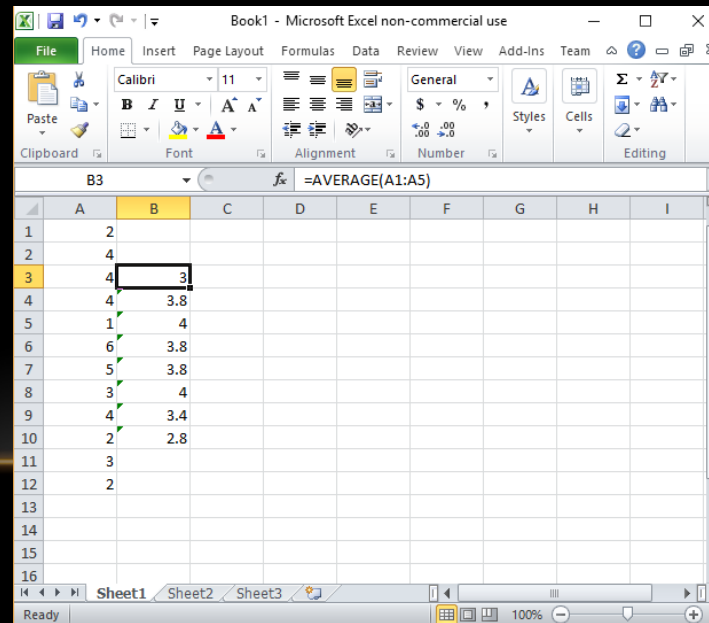 Book1 - Microsoft Excel non-commercial use
File Home Insert Page Layout Formulas Data Review View Add-Ins Team
Calibri 11 General
B I U A A $ % ,
Paste Styles Cells
Clipboard Font Alignment Number Editing
B3 fx =AVERAGE(A1:A5)
A B C D E F G H I
1 2
2 4
3 4 3
4 4 3.8
5 1 4
6 6 3.8
7 5 3.8
8 3 4
9 4 3.4
10 2 2.8
11 3
12 2
13
14
15
16
Sheet1 Sheet2 Sheet3
Ready 100%